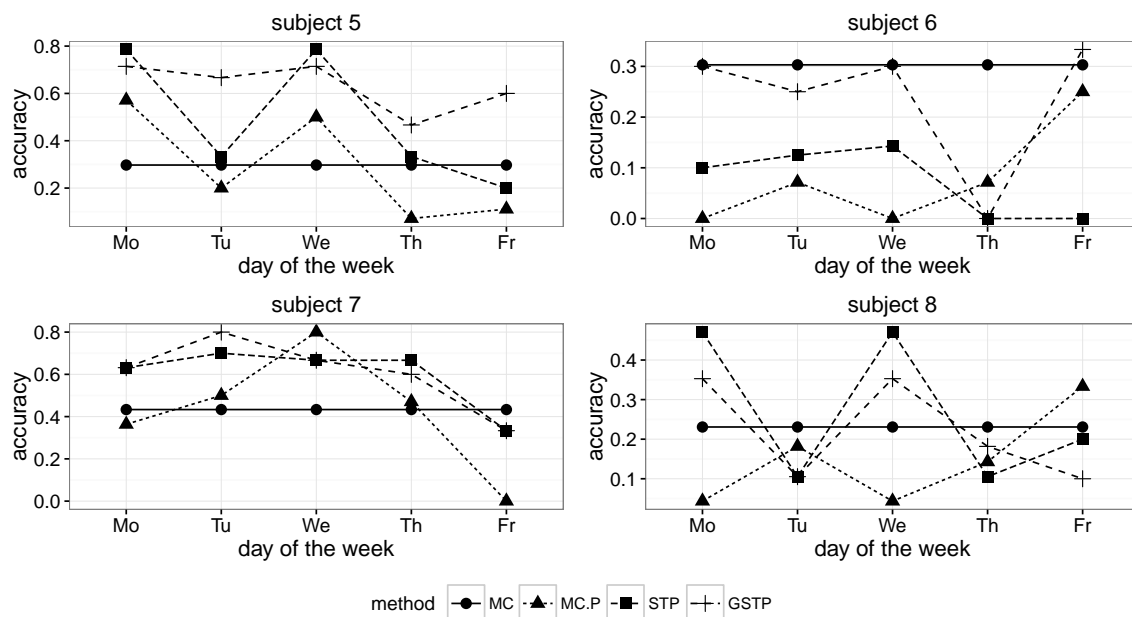 subject 5
0.8
0.6
0.4
0.2
accuracy
Mo Tu We Th Fr
day of the week
subject 6
0.3
0.2
0.1
0.0
accuracy
Mo Tu We Th Fr
day of the week
subject 7
0.8
0.6
0.4
0.2
0.0
accuracy
Mo Tu We Th Fr
day of the week
subject 8
0.4
0.3
0.2
0.1
accuracy
Mo Tu We Th Fr
day of the week
method MC MC.P STP GSTP